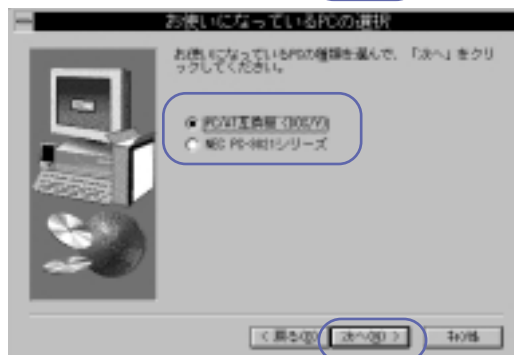 お使いになっているPCの選択
お使いになっているPCの種類を選んで、「次へ」をクリ
ックしてください。
PC/AT互換機 (DOS/V)
NEC PC-9821シリーズ
< 戻る(B)
次へ(N) >
ｷｬﾝｾﾙ